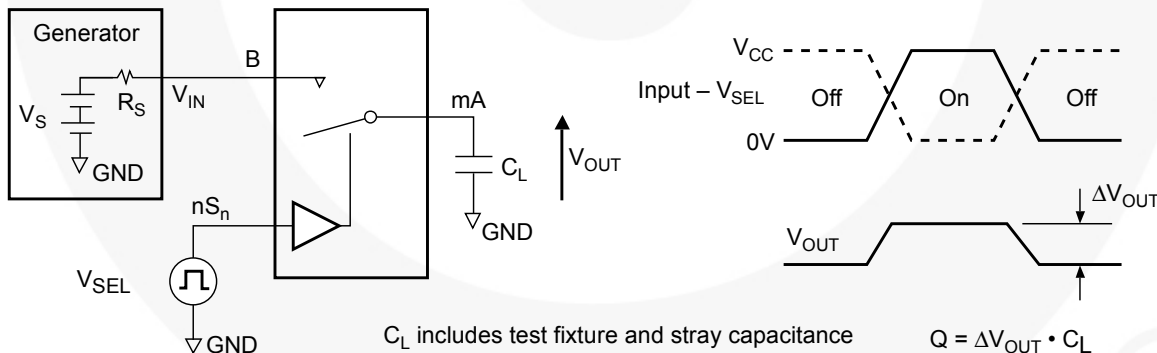 Generator
V_S
R_S
GND
V_IN
B
mA
C_L
GND
V_OUT
nS_n
V_SEL
GND
C_L includes test fixture and stray capacitance
V_CC
Input – V_SEL
0V
Off
On
Off
V_OUT
ΔV_OUT
Q = ΔV_OUT • C_L